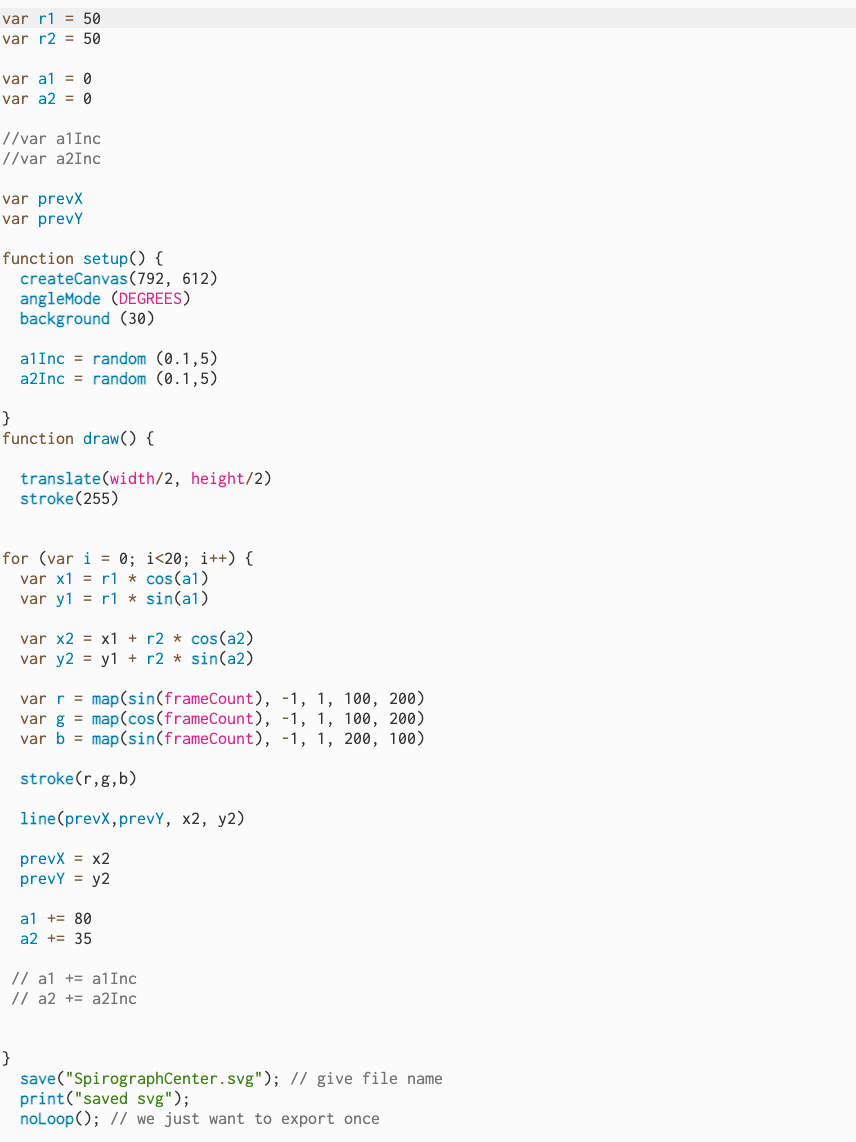 var r1 = 50
var r2 = 50
var a1 = 0
var a2 = 0
//var a1Inc
//var a2Inc
var prevX
var prevY
function setup() {
  createCanvas(792, 612)
  angleMode (DEGREES)
  background (30)
  a1Inc = random (0.1,5)
  a2Inc = random (0.1,5)
}
function draw() {
  translate(width/2, height/2)
  stroke(255)
for (var i = 0; i<20; i++) {
  var x1 = r1 * cos(a1)
  var y1 = r1 * sin(a1)
  var x2 = x1 + r2 * cos(a2)
  var y2 = y1 + r2 * sin(a2)
  var r = map(sin(frameCount), -1, 1, 100, 200)
  var g = map(cos(frameCount), -1, 1, 100, 200)
  var b = map(sin(frameCount), -1, 1, 200, 100)
  stroke(r,g,b)
  line(prevX,prevY, x2, y2)
  prevX = x2
  prevY = y2
  a1 += 80
  a2 += 35
 // a1 += a1Inc
 // a2 += a2Inc
}
  save("SpirographCenter.svg"); // give file name
  print("saved svg");
  noLoop(); // we just want to export once